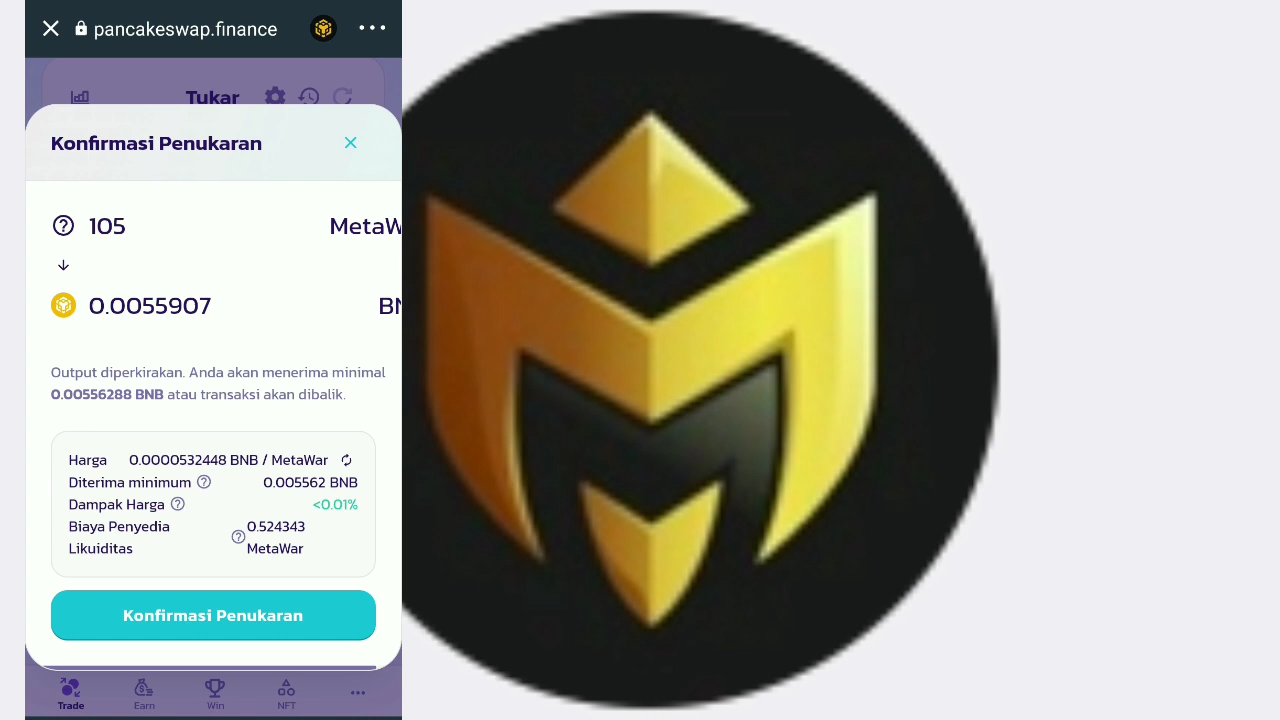 pancakeswap.finance
Tukar
Konfirmasi Penukaran
105 MetaW
0.0055907 BN
Output diperkirakan. Anda akan menerima minimal
0.00556288 BNB atau transaksi akan dibalik.
Harga 0.0000532448 BNB / MetaWar
Diterima minimum 0.005562 BNB
Dampak Harga <0.01%
Biaya Penyedia 0.524343
Likuiditas MetaWar
Konfirmasi Penukaran
Trade Earn Win NFT